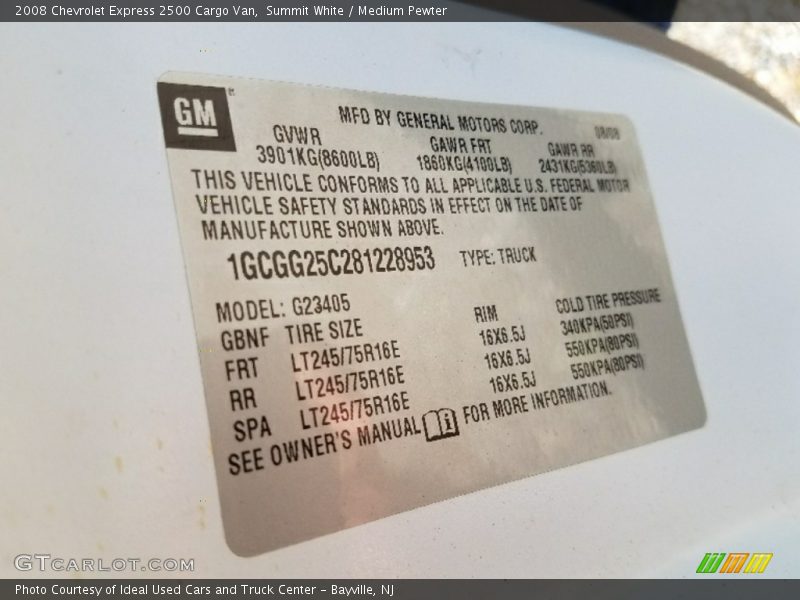 2008 Chevrolet Express 2500 Cargo Van, Summit White / Medium Pewter
GM
MFD BY GENERAL MOTORS CORP. 08/08
GVWR GAWR FRT GAWR RR
3901KG(8600LB) 1860KG(4100LB) 2431KG(5360LB)
THIS VEHICLE CONFORMS TO ALL APPLICABLE U.S. FEDERAL MOTOR
VEHICLE SAFETY STANDARDS IN EFFECT ON THE DATE OF
MANUFACTURE SHOWN ABOVE.
1GCGG25C281228953 TYPE: TRUCK
MODEL: G23405
GBNF TIRE SIZE RIM COLD TIRE PRESSURE
FRT LT245/75R16E 16X6.5J 340KPA(50PSI)
RR LT245/75R16E 16X6.5J 550KPA(80PSI)
SPA LT245/75R16E 16X6.5J 550KPA(80PSI)
SEE OWNER'S MANUAL FOR MORE INFORMATION.
GTCARLOT.COM
Photo Courtesy of Ideal Used Cars and Truck Center – Bayville, NJ